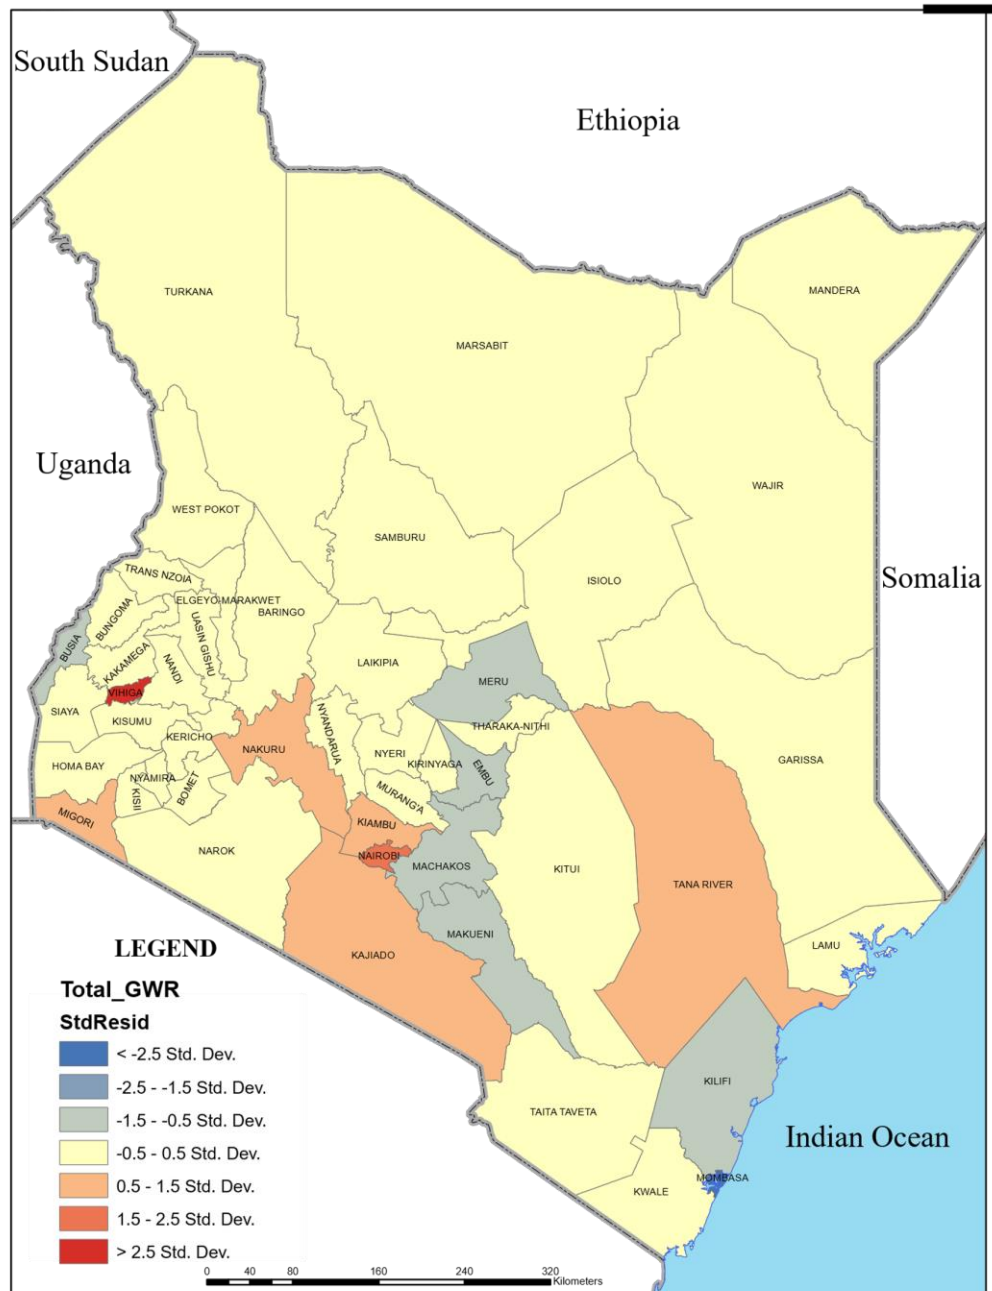 South Sudan
Ethiopia
Uganda
Somalia
Indian Ocean
TURKANA
MANDERA
MARSABIT
WAJIR
WEST POKOT
SAMBURU
ISIOLO
TRANS NZOIA
ELGEYO-MARAKWET
BARINGO
BUNGOMA
UASIN GISHU
BUSIA
KAKAMEGA
NANDI
LAIKIPIA
MERU
VIHIGA
SIAYA
KISUMU
THARAKA-NITHI
KERICHO
NAKURU
NYANDARUA
NYERI
KIRINYAGA
EMBU
GARISSA
HOMA BAY
NYAMIRA
KISII
BOMET
MURANG'A
MIGORI
KIAMBU
NAROK
NAIROBI
MACHAKOS
KITUI
TANA RIVER
MAKUENI
LAMU
KAJIADO
KILIFI
TAITA TAVETA
MOMBASA
KWALE
LEGEND
Total_GWR
StdResid
< -2.5 Std. Dev.
-2.5 - -1.5 Std. Dev.
-1.5 - -0.5 Std. Dev.
-0.5 - 0.5 Std. Dev.
0.5 - 1.5 Std. Dev.
1.5 - 2.5 Std. Dev.
> 2.5 Std. Dev.
0 40 80 160 240 320
Kilometers